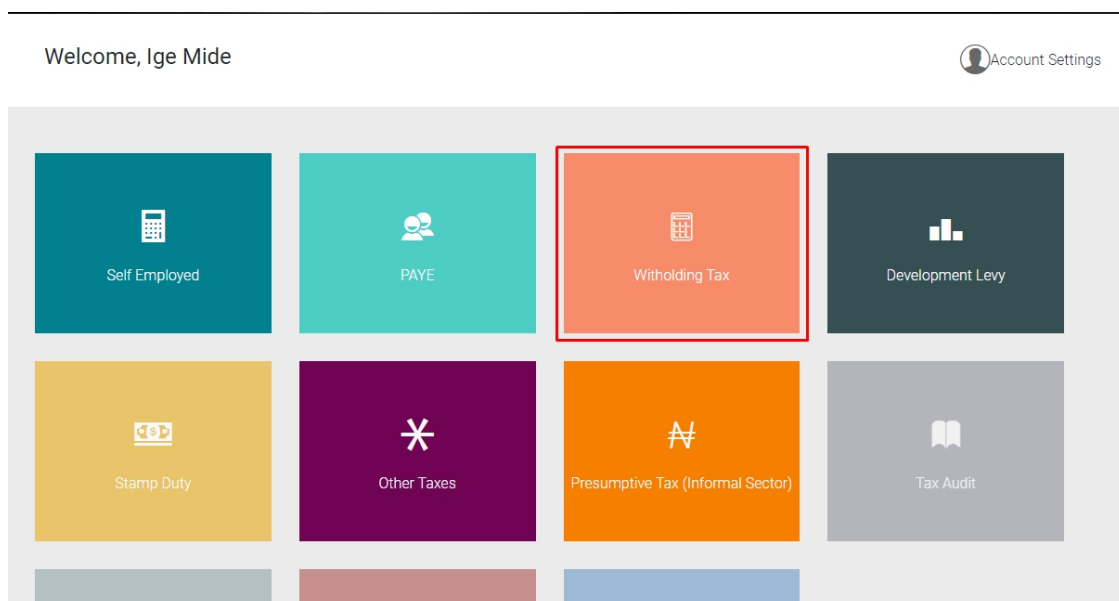 Welcome, Ige Mide
Account Settings
Self Employed
PAYE
Witholding Tax
Development Levy
Stamp Duty
Other Taxes
Presumptive Tax (Informal Sector)
Tax Audit